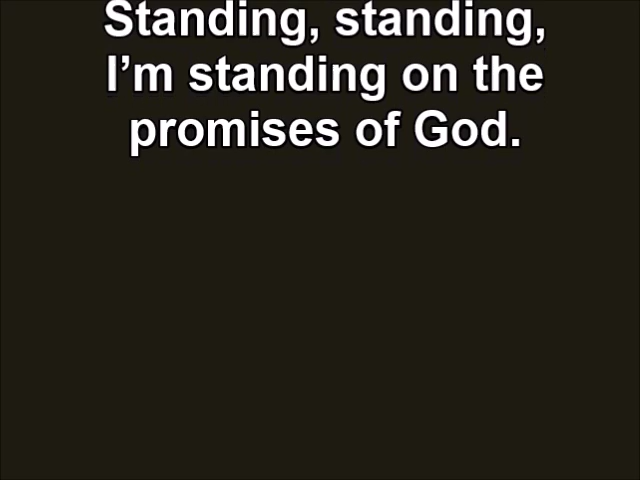 Standing, standing,
I’m standing on the
promises of God.